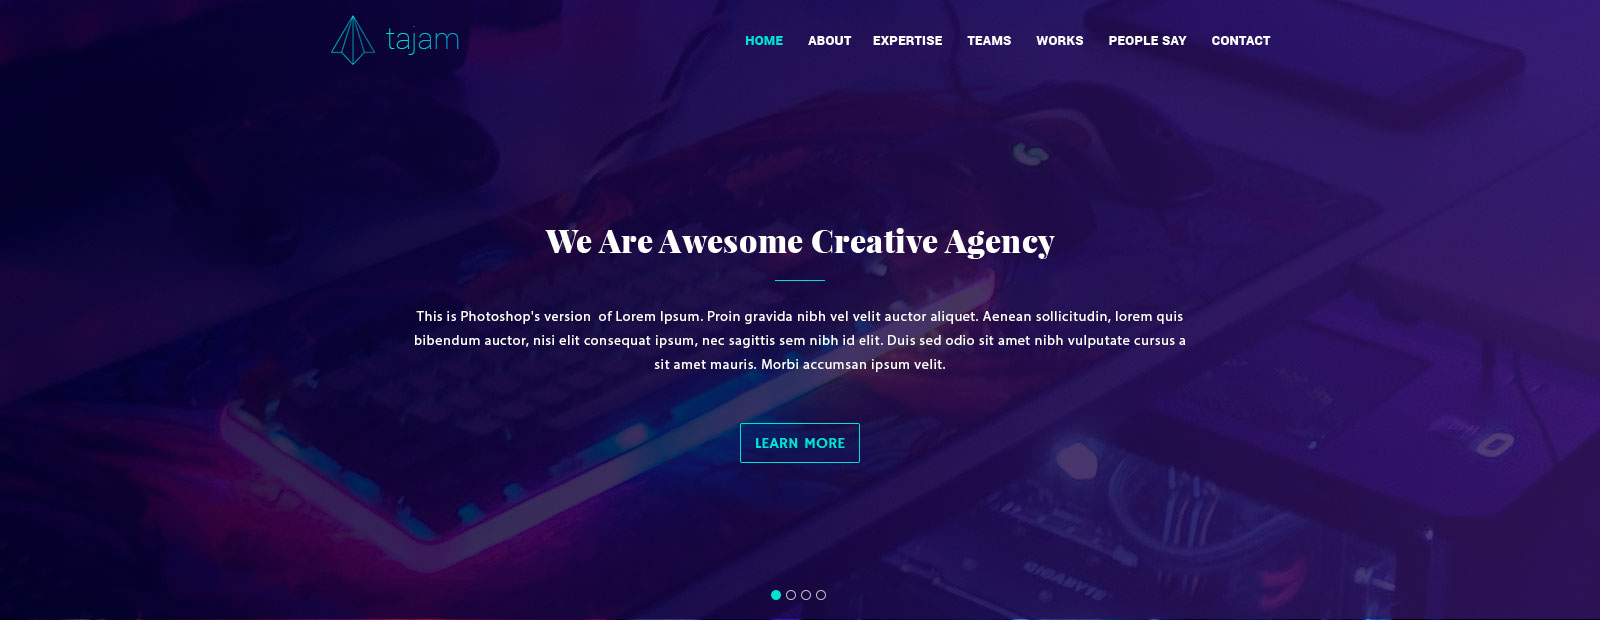 tajam
HOME ABOUT EXPERTISE TEAMS WORKS PEOPLE SAY CONTACT
We Are Awesome Creative Agency
This is Photoshop's version  of Lorem Ipsum. Proin gravida nibh vel velit auctor aliquet. Aenean sollicitudin, lorem quis
bibendum auctor, nisi elit consequat ipsum, nec sagittis sem nibh id elit. Duis sed odio sit amet nibh vulputate cursus a
sit amet mauris. Morbi accumsan ipsum velit.
LEARN MORE
GIGABYTE